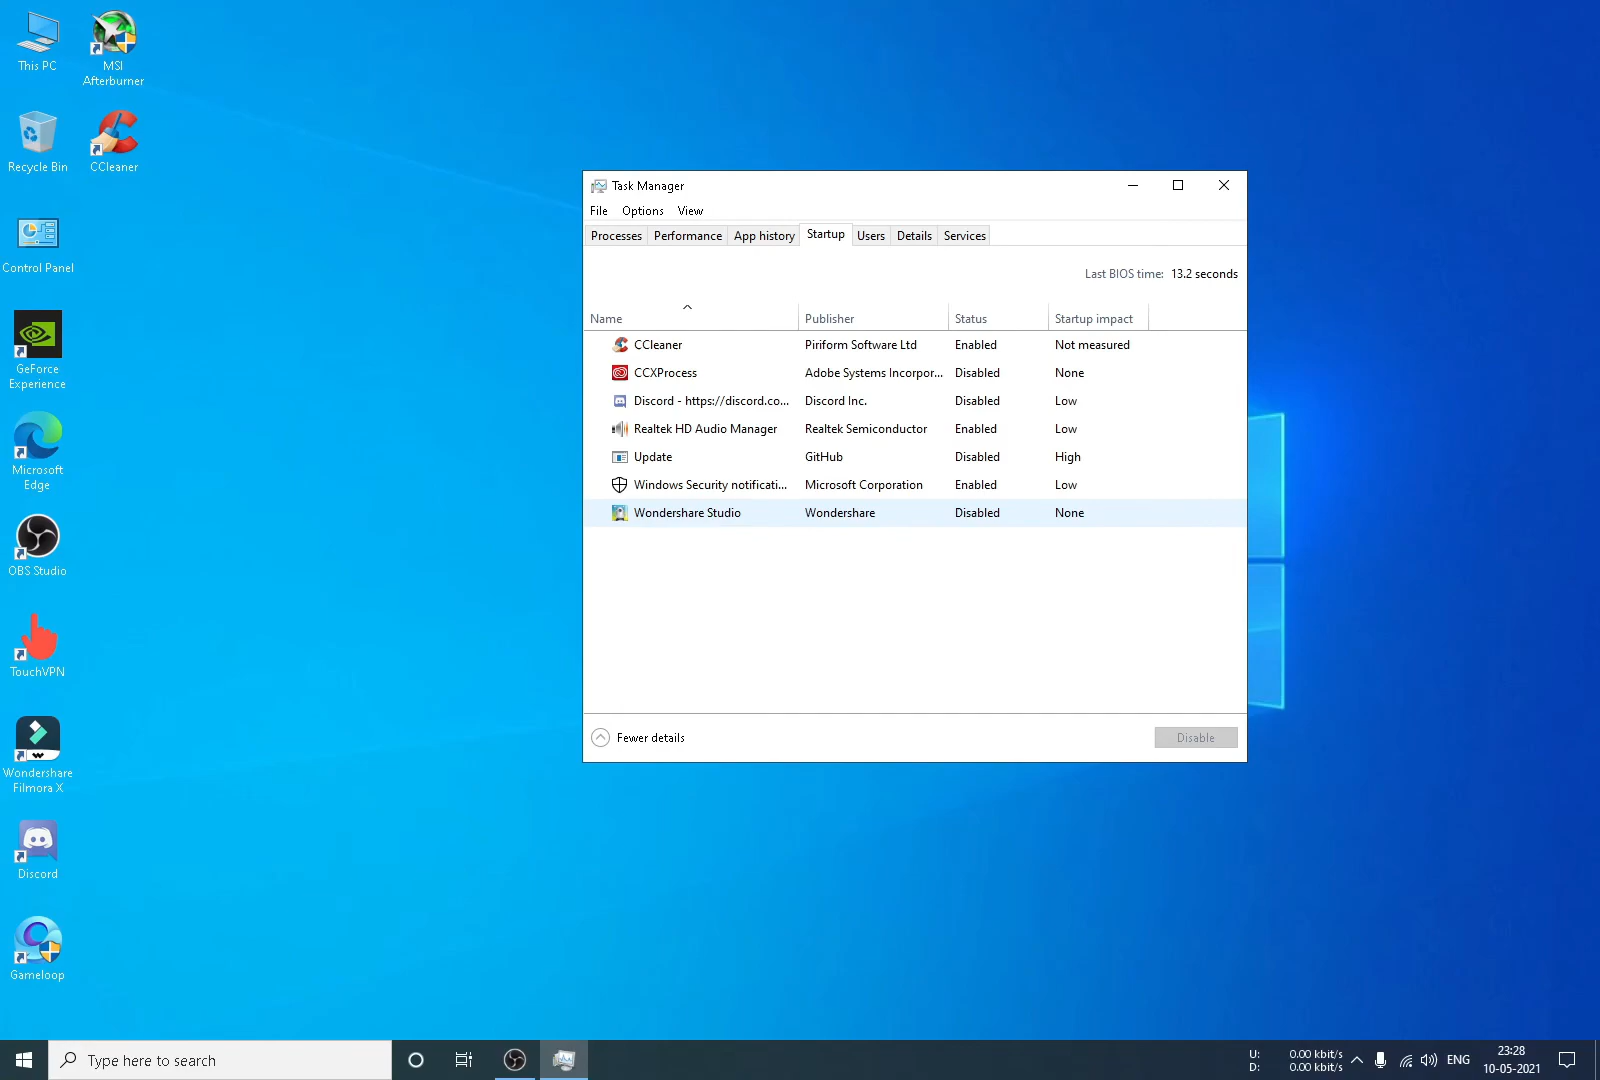 This PC
MSI
Afterburner
Recycle Bin
CCleaner
Control Panel
GeForce
Experience
Microsoft
Edge
OBS Studio
TouchVPN
Wondershare
Filmora X
Discord
Gameloop
Task Manager
File Options View
Processes Performance App history Startup Users Details Services
Last BIOS time: 13.2 seconds
Name Publisher Status Startup impact
CCleaner Piriform Software Ltd Enabled Not measured
CCXProcess Adobe Systems Incorpor... Disabled None
Discord - https://discord.co... Discord Inc. Disabled Low
Realtek HD Audio Manager Realtek Semiconductor Enabled Low
Update GitHub Disabled High
Windows Security notificati... Microsoft Corporation Enabled Low
Wondershare Studio Wondershare Disabled None
Fewer details Disable
Type here to search
U: 0.00 kbit/s
D: 0.00 kbit/s
ENG
23:28
10-05-2021